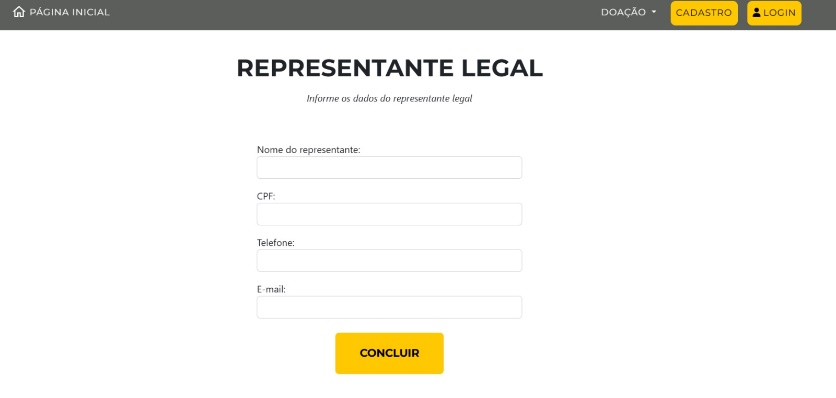 PÁGINA INICIAL DOAÇÃO CADASTRO LOGIN
REPRESENTANTE LEGAL
Informe os dados do representante legal
Nome do representante:
CPF:
Telefone:
E-mail:
CONCLUIR